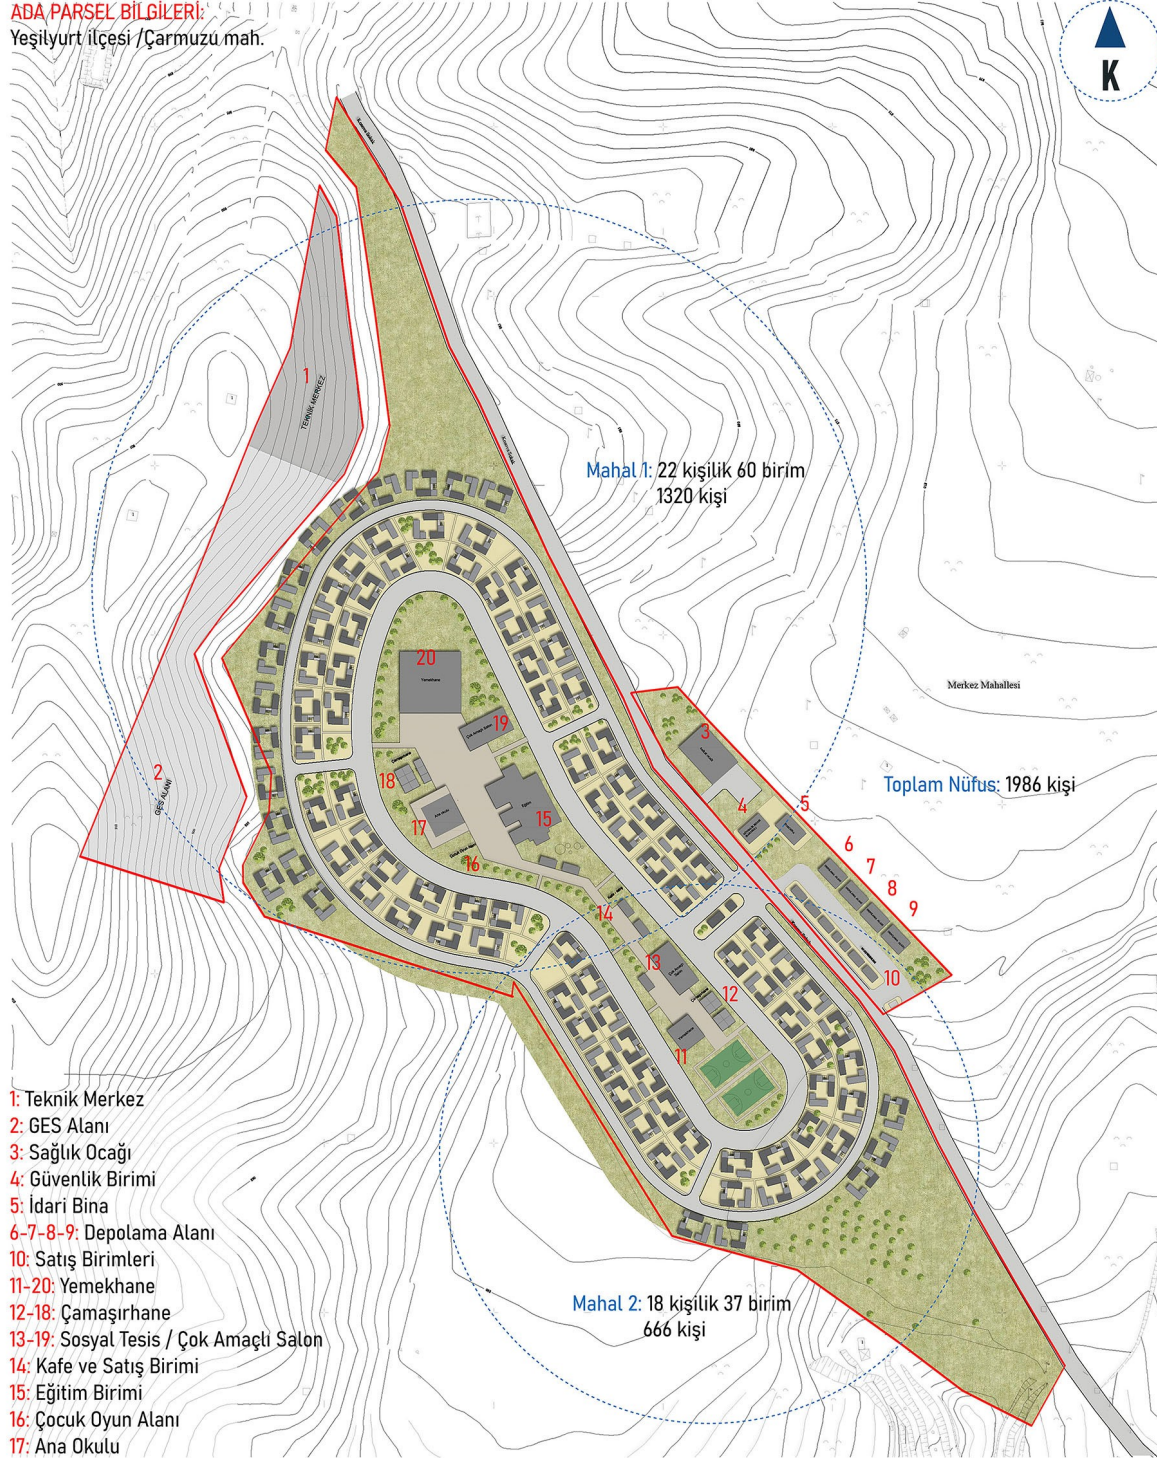 ADA PARSEL BİLGİLERİ:
Yeşilyurt ilçesi /Çarmuzu mah.
K
1
TEKNİK MERKEZ
Mahal 1: 22 kişilik 60 birim
1320 kişi
20
Yemekhane
Merkez Mahallesi
19
3
2
GES ALANI
18
Toplam Nüfus: 1986 kişi
4
5
17
15
Eğitim
6
16
7
8
14
9
13
10
12
11
1: Teknik Merkez
2: GES Alanı
3: Sağlık Ocağı
4: Güvenlik Birimi
5: İdari Bina
6-7-8-9: Depolama Alanı
10: Satış Birimleri
11-20: Yemekhane
12-18: Çamaşırhane
13-19: Sosyal Tesis / Çok Amaçlı Salon
14: Kafe ve Satış Birimi
15: Eğitim Birimi
16: Çocuk Oyun Alanı
17: Ana Okulu
Mahal 2: 18 kişilik 37 birim
666 kişi